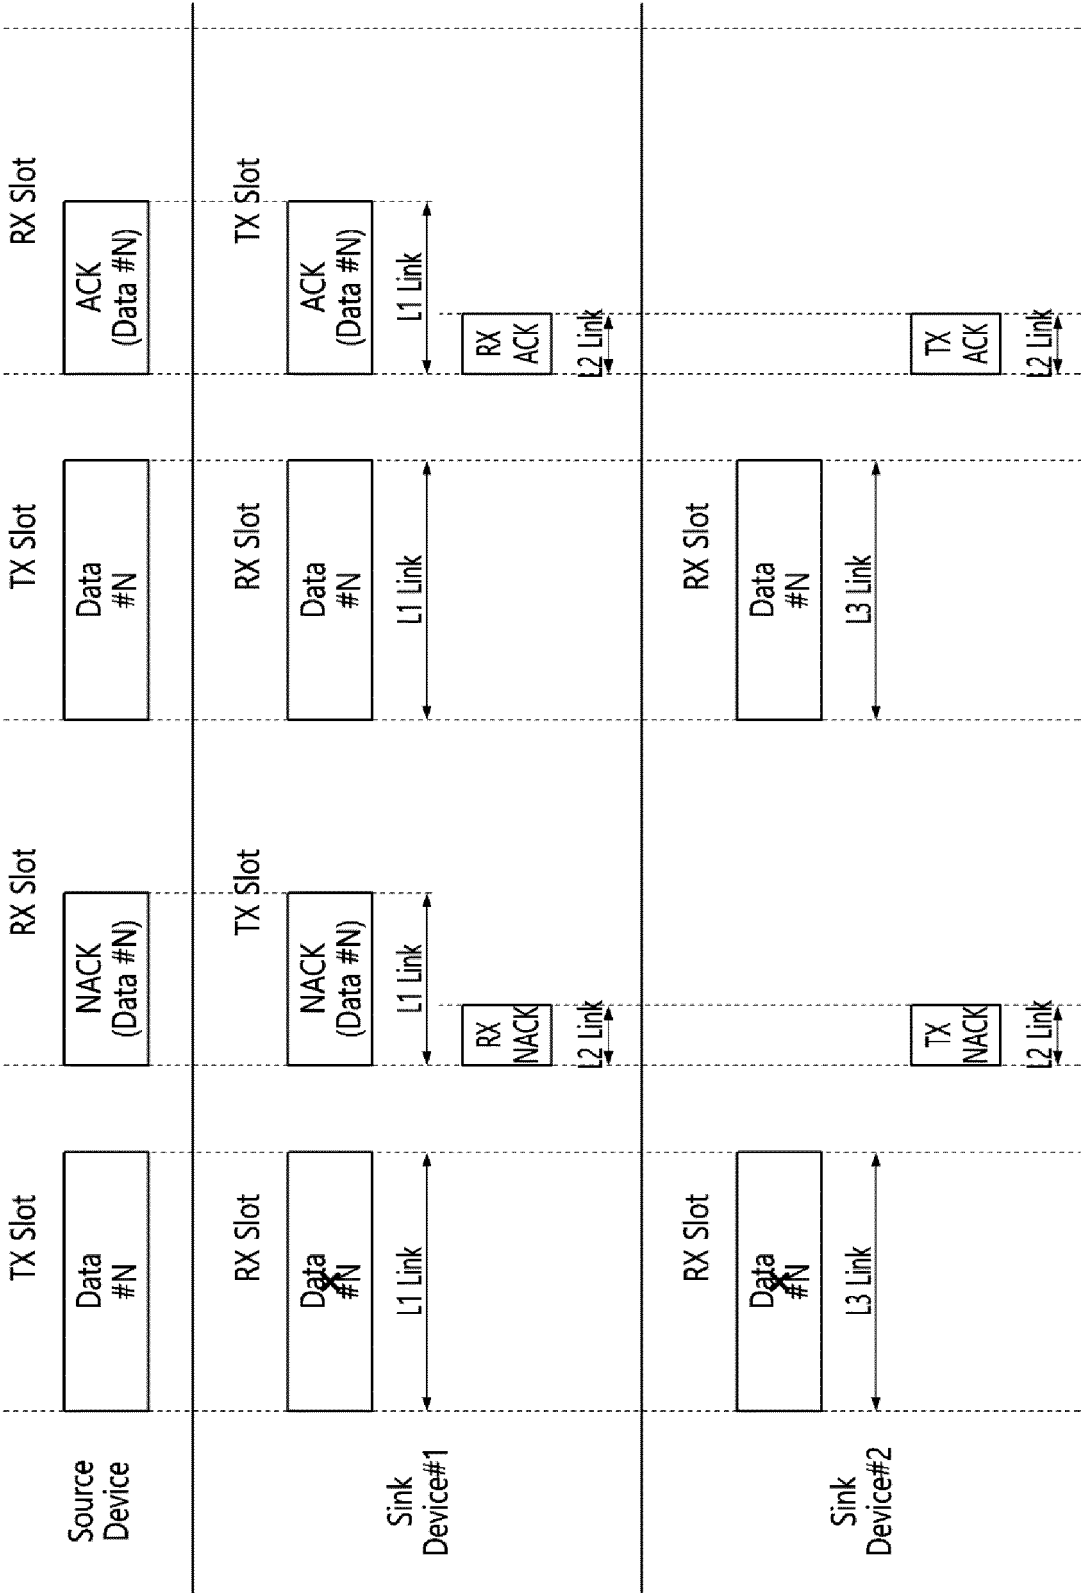 Source
Device
TX Slot
Data
#N
RX Slot
NACK
(Data #N)
TX Slot
Data
#N
RX Slot
ACK
(Data #N)
Sink
Device#1
RX Slot
Data
#N
L1 Link
TX Slot
NACK
(Data #N)
L1 Link
RX
NACK
L2 Link
RX Slot
Data
#N
L1 Link
TX Slot
ACK
(Data #N)
L1 Link
RX
ACK
L2 Link
Sink
Device#2
RX Slot
Data
#N
L3 Link
TX
NACK
L2 Link
RX Slot
Data
#N
L3 Link
TX
ACK
L2 Link